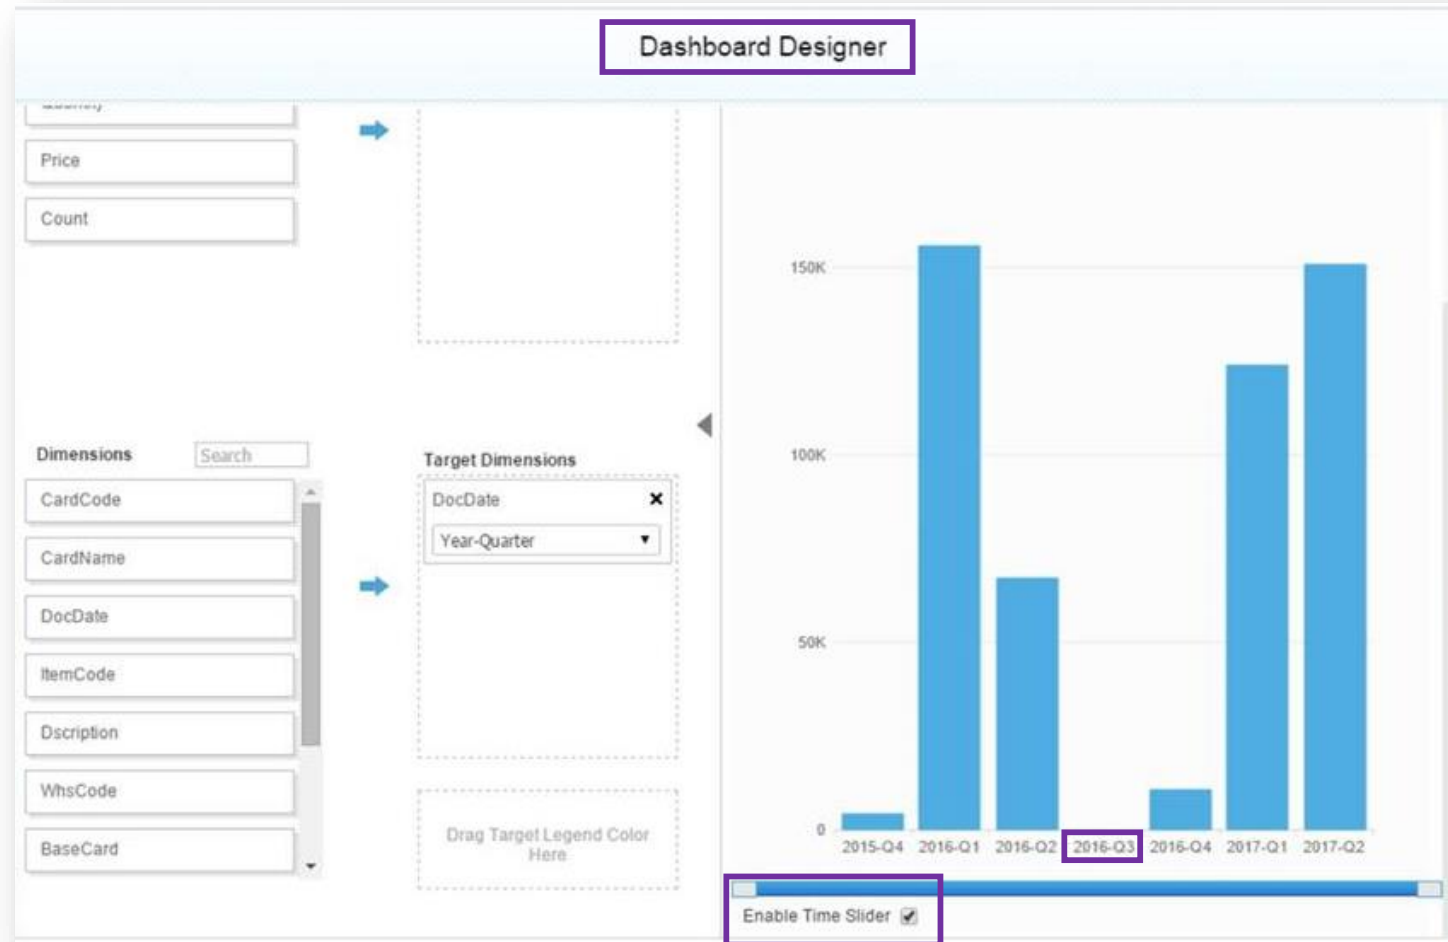 Dashboard Designer
Price
Count
Dimensions
Search
CardCode
CardName
DocDate
ItemCode
Dscription
WhsCode
BaseCard
Target Dimensions
DocDate
Year-Quarter
Drag Target Legend Color
Here
150K
100K
50K
0
2015-Q4 2016-Q1 2016-Q2 2016-Q3 2016-Q4 2017-Q1 2017-Q2
Enable Time Slider